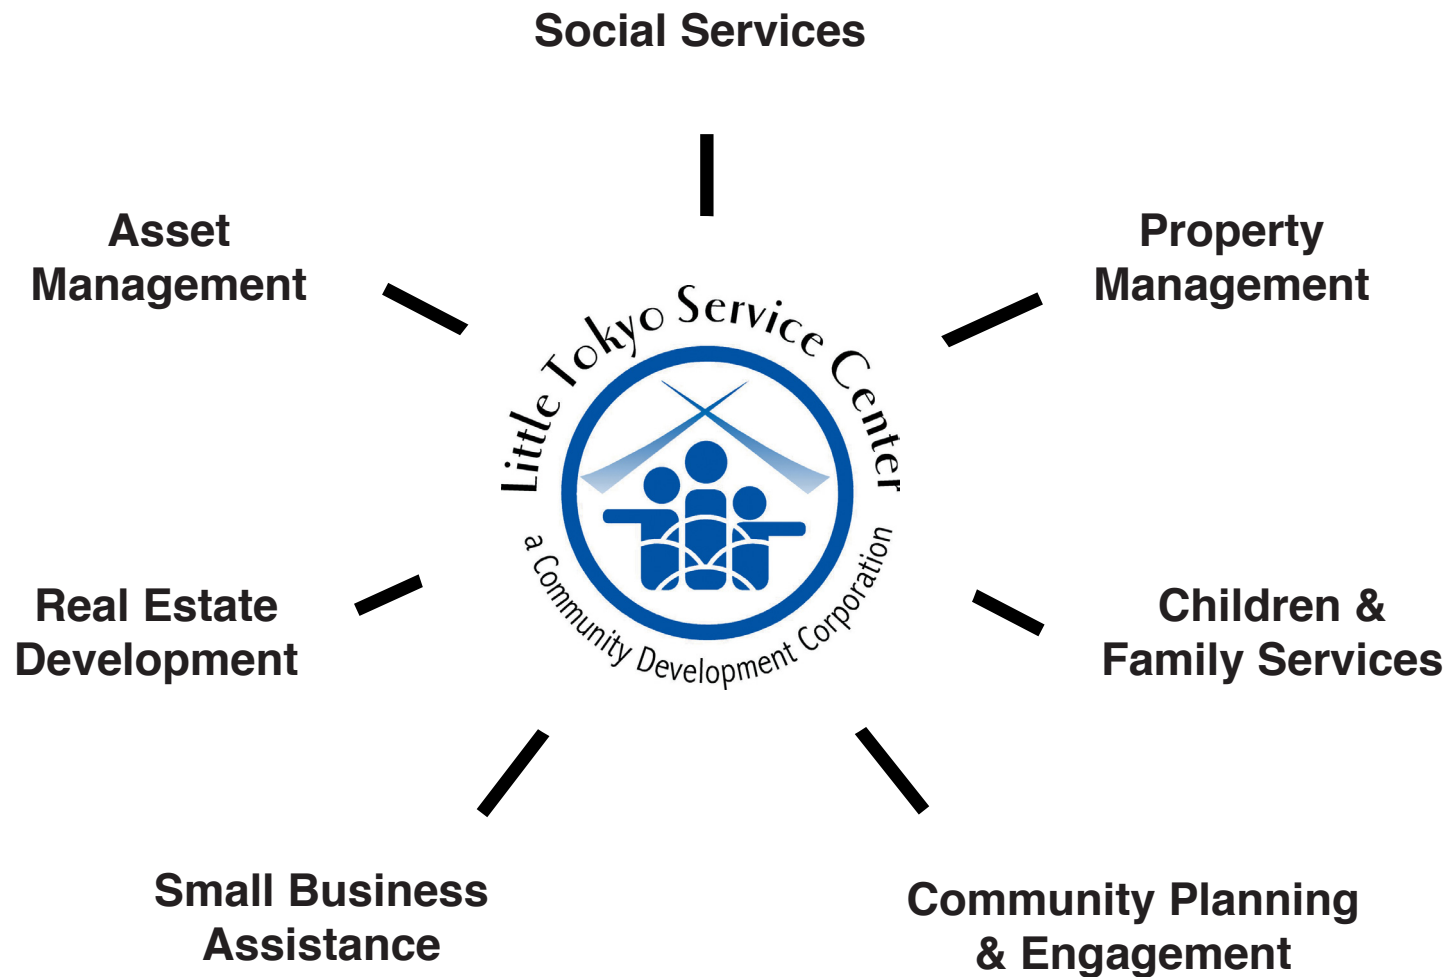 Social Services
Asset
Management
Property
Management
Little Tokyo Service Center
a Community Development Corporation
Real Estate
Development
Children &
Family Services
Small Business
Assistance
Community Planning
& Engagement